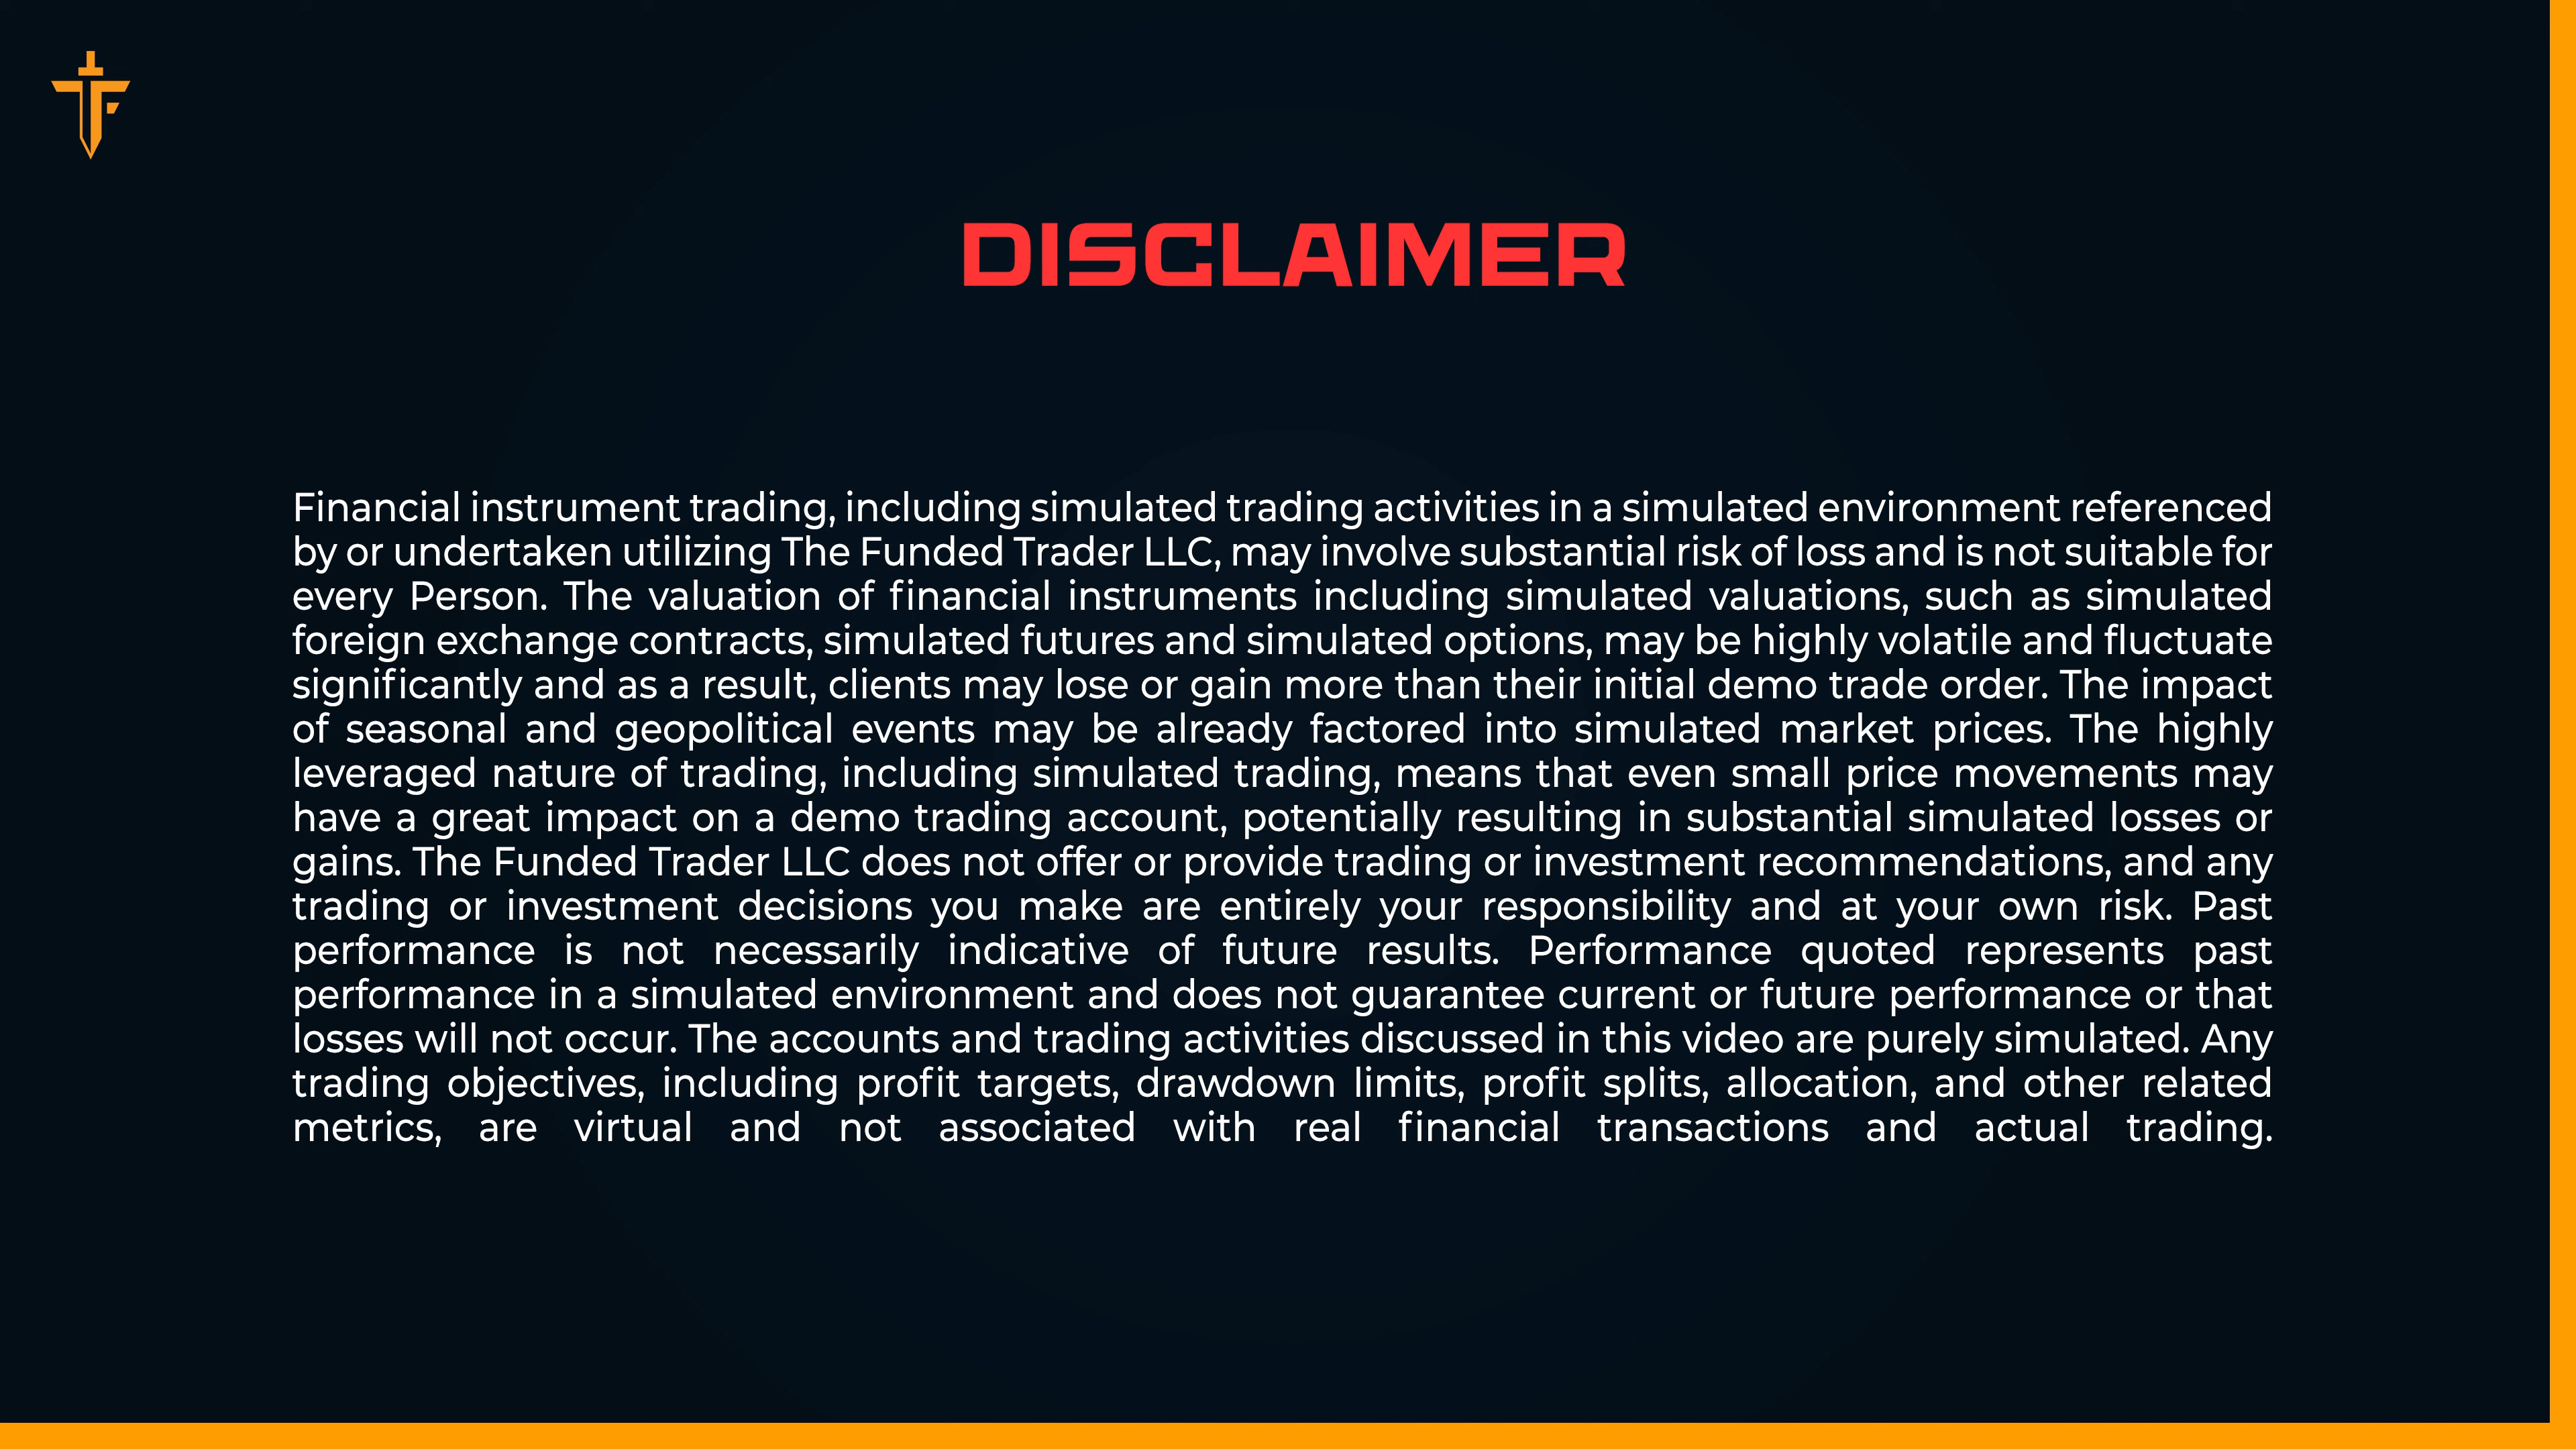 DISCLAIMER
Financial instrument trading, including simulated trading activities in a simulated environment referenced
by or undertaken utilizing The Funded Trader LLC, may involve substantial risk of loss and is not suitable for
every Person. The valuation of financial instruments including simulated valuations, such as simulated
foreign exchange contracts, simulated futures and simulated options, may be highly volatile and fluctuate
significantly and as a result, clients may lose or gain more than their initial demo trade order. The impact
of seasonal and geopolitical events may be already factored into simulated market prices. The highly
leveraged nature of trading, including simulated trading, means that even small price movements may
have a great impact on a demo trading account, potentially resulting in substantial simulated losses or
gains. The Funded Trader LLC does not offer or provide trading or investment recommendations, and any
trading or investment decisions you make are entirely your responsibility and at your own risk. Past
performance is not necessarily indicative of future results. Performance quoted represents past
performance in a simulated environment and does not guarantee current or future performance or that
losses will not occur. The accounts and trading activities discussed in this video are purely simulated. Any
trading objectives, including profit targets, drawdown limits, profit splits, allocation, and other related
metrics, are virtual and not associated with real financial transactions and actual trading.